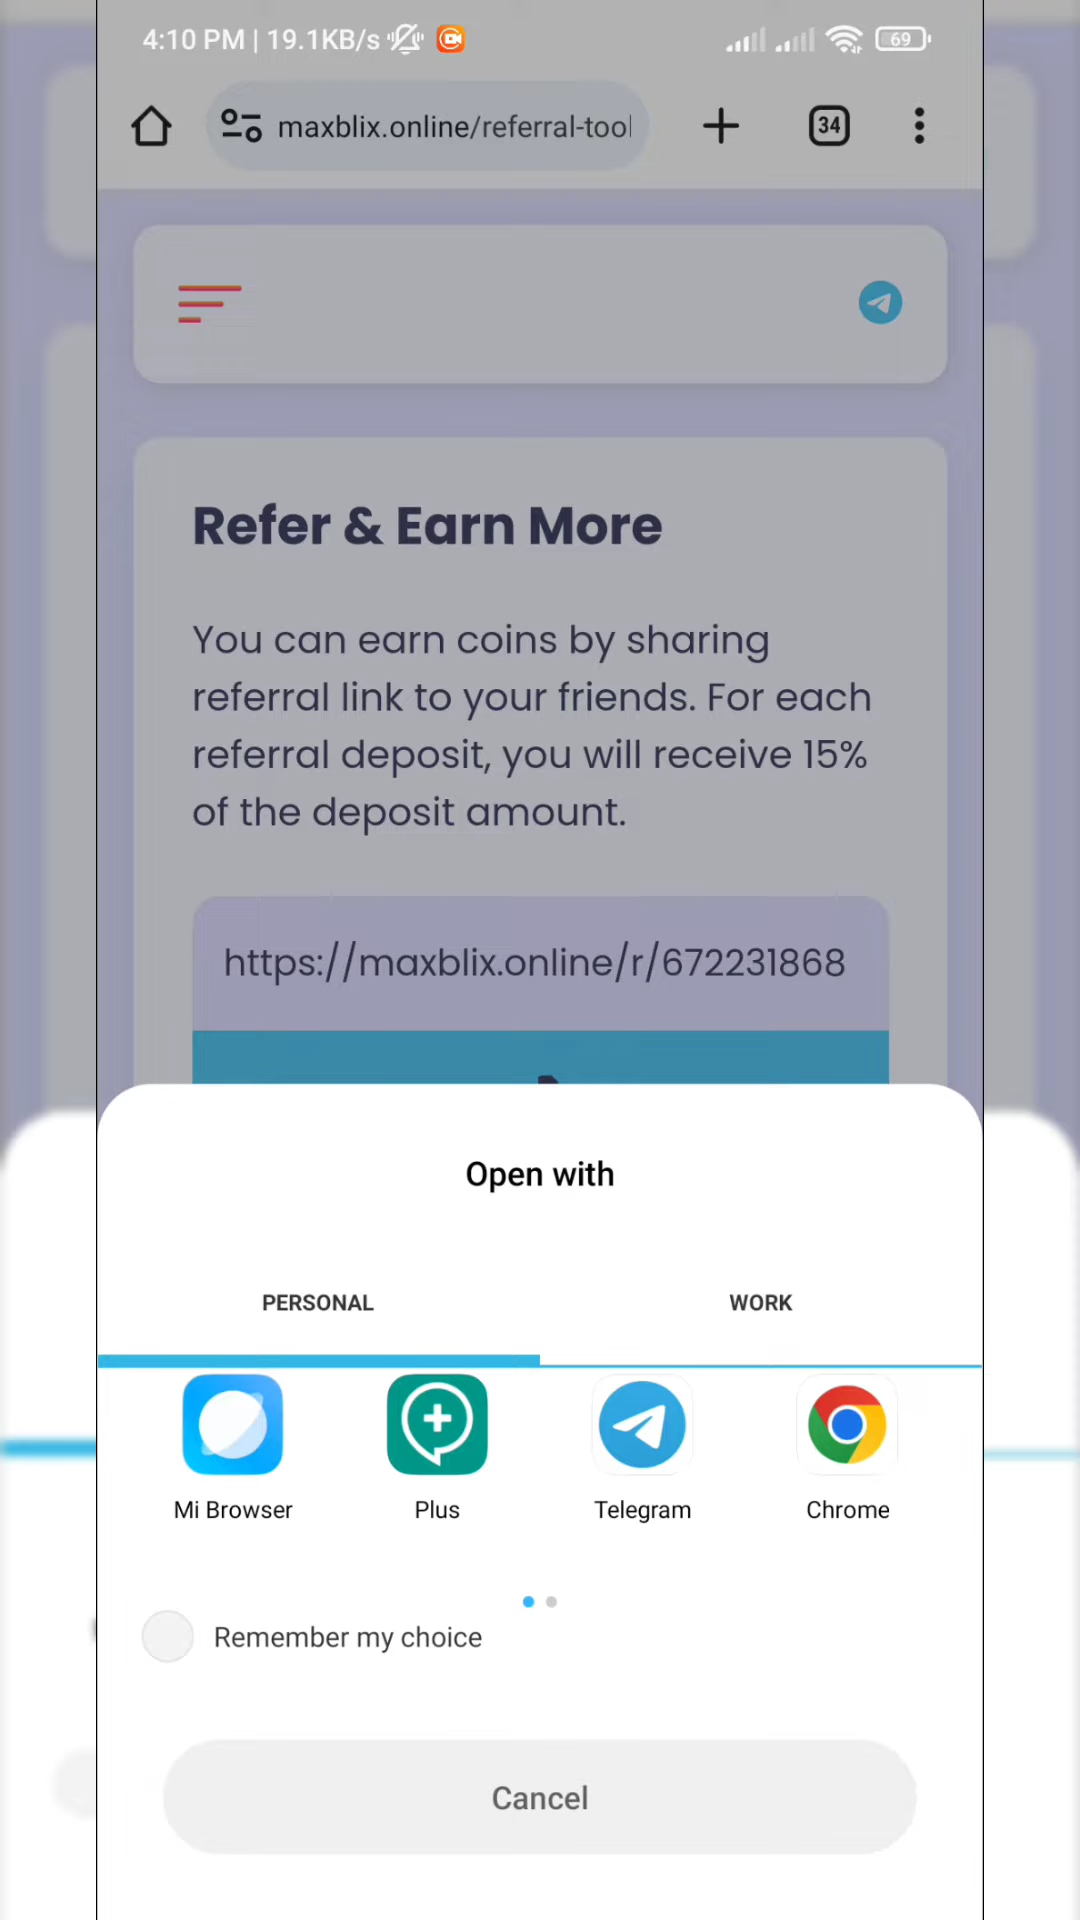 4:10 PM | 19.1KB/s
69
maxblix.online/referral-tool
34
Refer & Earn More
You can earn coins by sharing
referral link to your friends. For each
referral deposit, you will receive 15%
of the deposit amount.
https://maxblix.online/r/672231868
Open with
PERSONAL WORK
Mi Browser Plus Telegram Chrome
Remember my choice
Cancel